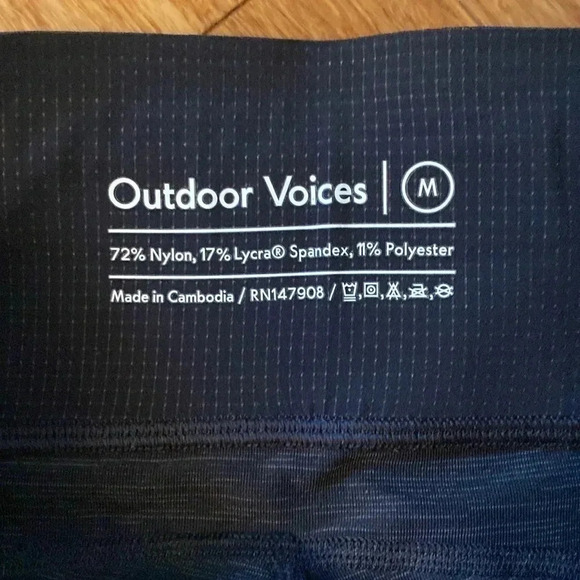 Outdoor Voices | M
72% Nylon, 17% Lycra® Spandex, 11% Polyester
Made in Cambodia / RN147908 /